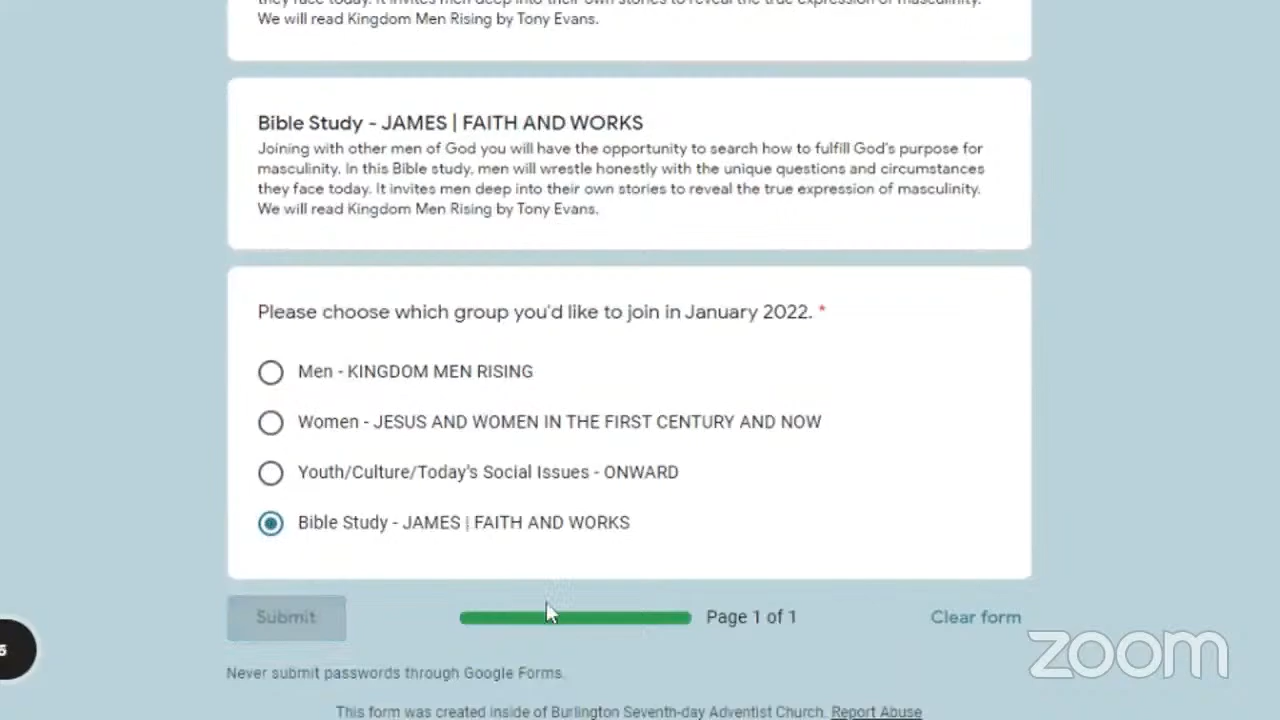 they face today. It invites men deep into their own stories to reveal the true expression of masculinity.
We will read Kingdom Men Rising by Tony Evans.
Bible Study - JAMES | FAITH AND WORKS
Joining with other men of God you will have the opportunity to search how to fulfill God's purpose for
masculinity. In this Bible study, men will wrestle honestly with the unique questions and circumstances
they face today. It invites men deep into their own stories to reveal the true expression of masculinity.
We will read Kingdom Men Rising by Tony Evans.
Please choose which group you'd like to join in January 2022. *
Men - KINGDOM MEN RISING
Women - JESUS AND WOMEN IN THE FIRST CENTURY AND NOW
Youth/Culture/Today's Social Issues - ONWARD
Bible Study - JAMES | FAITH AND WORKS
Submit
Page 1 of 1
Clear form
zoom
Never submit passwords through Google Forms.
This form was created inside of Burlington Seventh-day Adventist Church. Report Abuse